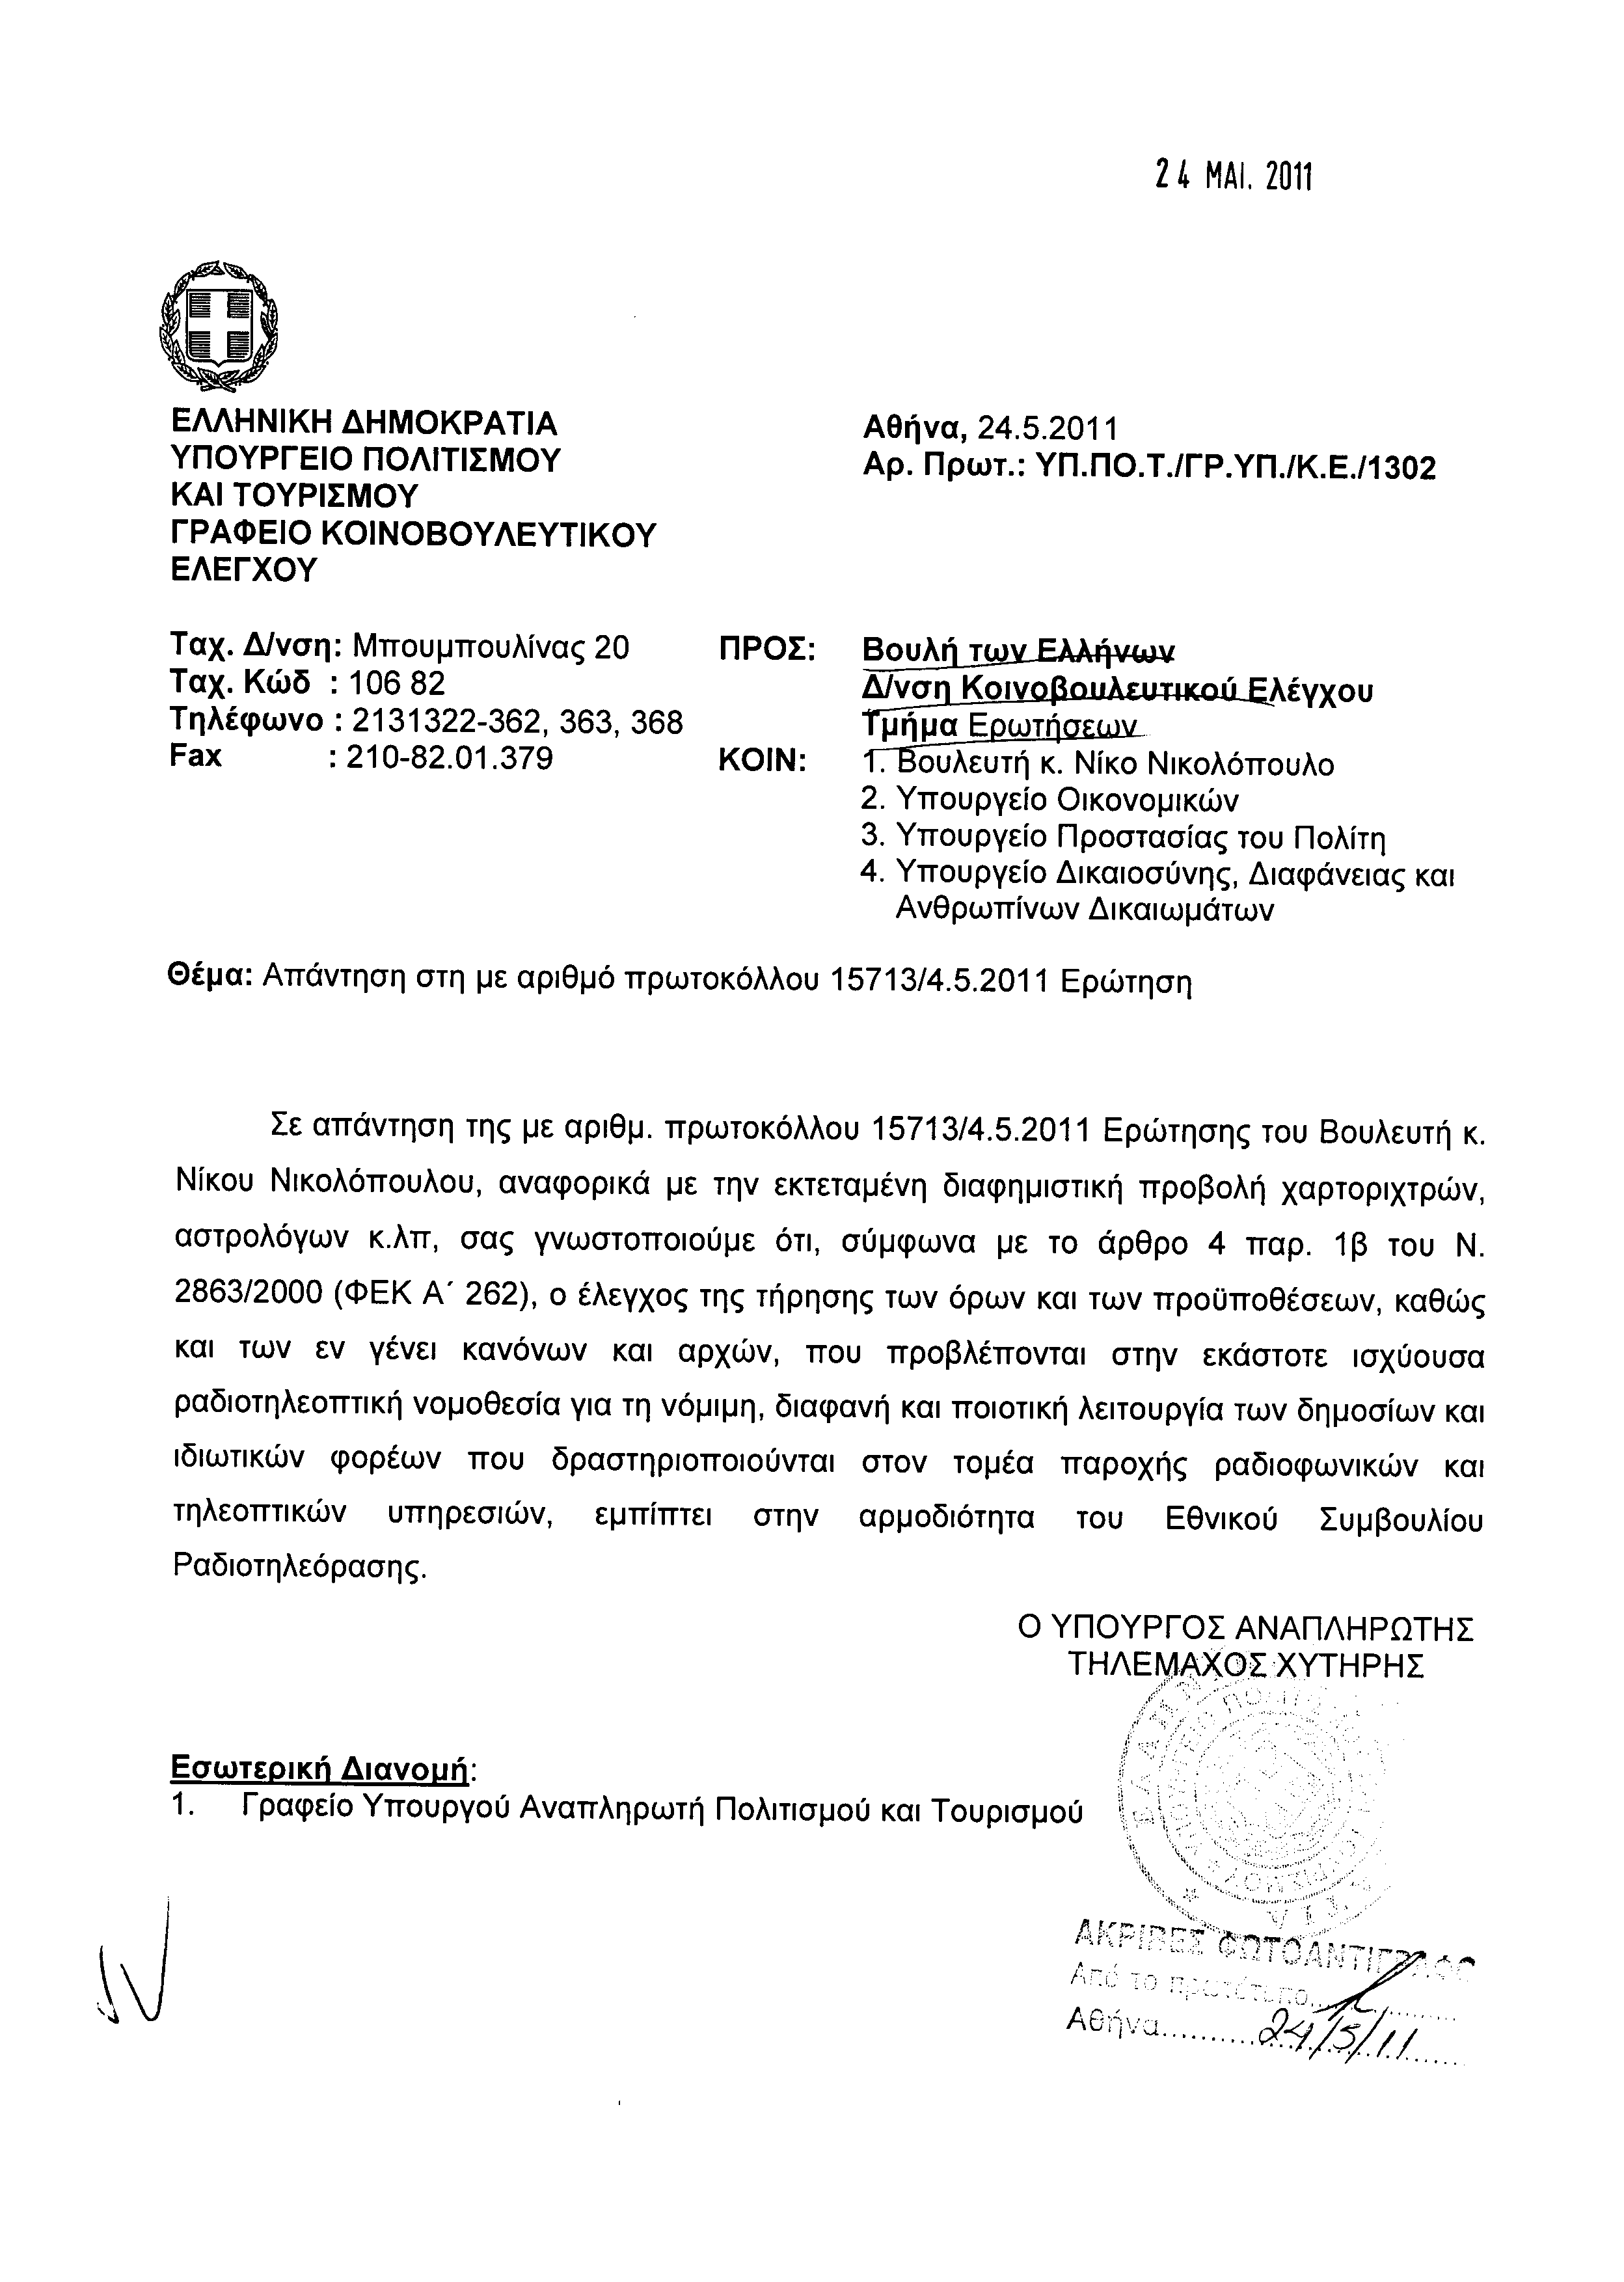 24 ΜΑΙ. 2011
ΕΛΛΗΝΙΚΗ ΔΗΜΟΚΡΑΤΙΑ
ΥΠΟΥΡΓΕΙΟ ΠΟΛΙΤΙΣΜΟΥ
ΚΑΙ ΤΟΥΡΙΣΜΟΥ
ΓΡΑΦΕΙΟ ΚΟΙΝΟΒΟΥΛΕΥΤΙΚΟΥ
ΕΛΕΓΧΟΥ
Αθήνα, 24.5.2011
Αρ. Πρωτ.: ΥΠ.ΠΟ.Τ./ΓΡ.ΥΠ./Κ.Ε./1302
Ταχ. Δ/νση: Μπουμπουλίνας 20
Ταχ. Κώδ : 106 82
Τηλέφωνο : 2131322-362, 363, 368
Fax : 210-82.01.379
ΠΡΟΣ: Βουλή των Ελλήνων
Δ/νση Κοινοβουλευτικού Ελέγχου
Τμήμα Ερωτήσεων
ΚΟΙΝ: 1. Βουλευτή κ. Νίκο Νικολόπουλο
2. Υπουργείο Οικονομικών
3. Υπουργείο Προστασίας του Πολίτη
4. Υπουργείο Δικαιοσύνης, Διαφάνειας και
Ανθρωπίνων Δικαιωμάτων
Θέμα: Απάντηση στη με αριθμό πρωτοκόλλου 15713/4.5.2011 Ερώτηση
Σε απάντηση της με αριθμ. πρωτοκόλλου 15713/4.5.2011 Ερώτησης του Βουλευτή κ.
Νίκου Νικολόπουλου, αναφορικά με την εκτεταμένη διαφημιστική προβολή χαρτοριχτρών,
αστρολόγων κ.λπ, σας γνωστοποιούμε ότι, σύμφωνα με το άρθρο 4 παρ. 1β του Ν.
2863/2000 (ΦΕΚ Α΄ 262), ο έλεγχος της τήρησης των όρων και των προϋποθέσεων, καθώς
και των εν γένει κανόνων και αρχών, που προβλέπονται στην εκάστοτε ισχύουσα
ραδιοτηλεοπτική νομοθεσία για τη νόμιμη, διαφανή και ποιοτική λειτουργία των δημοσίων και
ιδιωτικών φορέων που δραστηριοποιούνται στον τομέα παροχής ραδιοφωνικών και
τηλεοπτικών υπηρεσιών, εμπίπτει στην αρμοδιότητα του Εθνικού Συμβουλίου
Ραδιοτηλεόρασης.
Ο ΥΠΟΥΡΓΟΣ ΑΝΑΠΛΗΡΩΤΗΣ
ΤΗΛΕΜΑΧΟΣ ΧΥΤΗΡΗΣ
Εσωτερική Διανομή:
1. Γραφείο Υπουργού Αναπληρωτή Πολιτισμού και Τουρισμού
ΑΚΡΙΒΕΣ ΦΩΤΟΑΝΤΙΓΡΑΦΟ
Από το πρωτότυπο
Αθήνα..........24/5/11